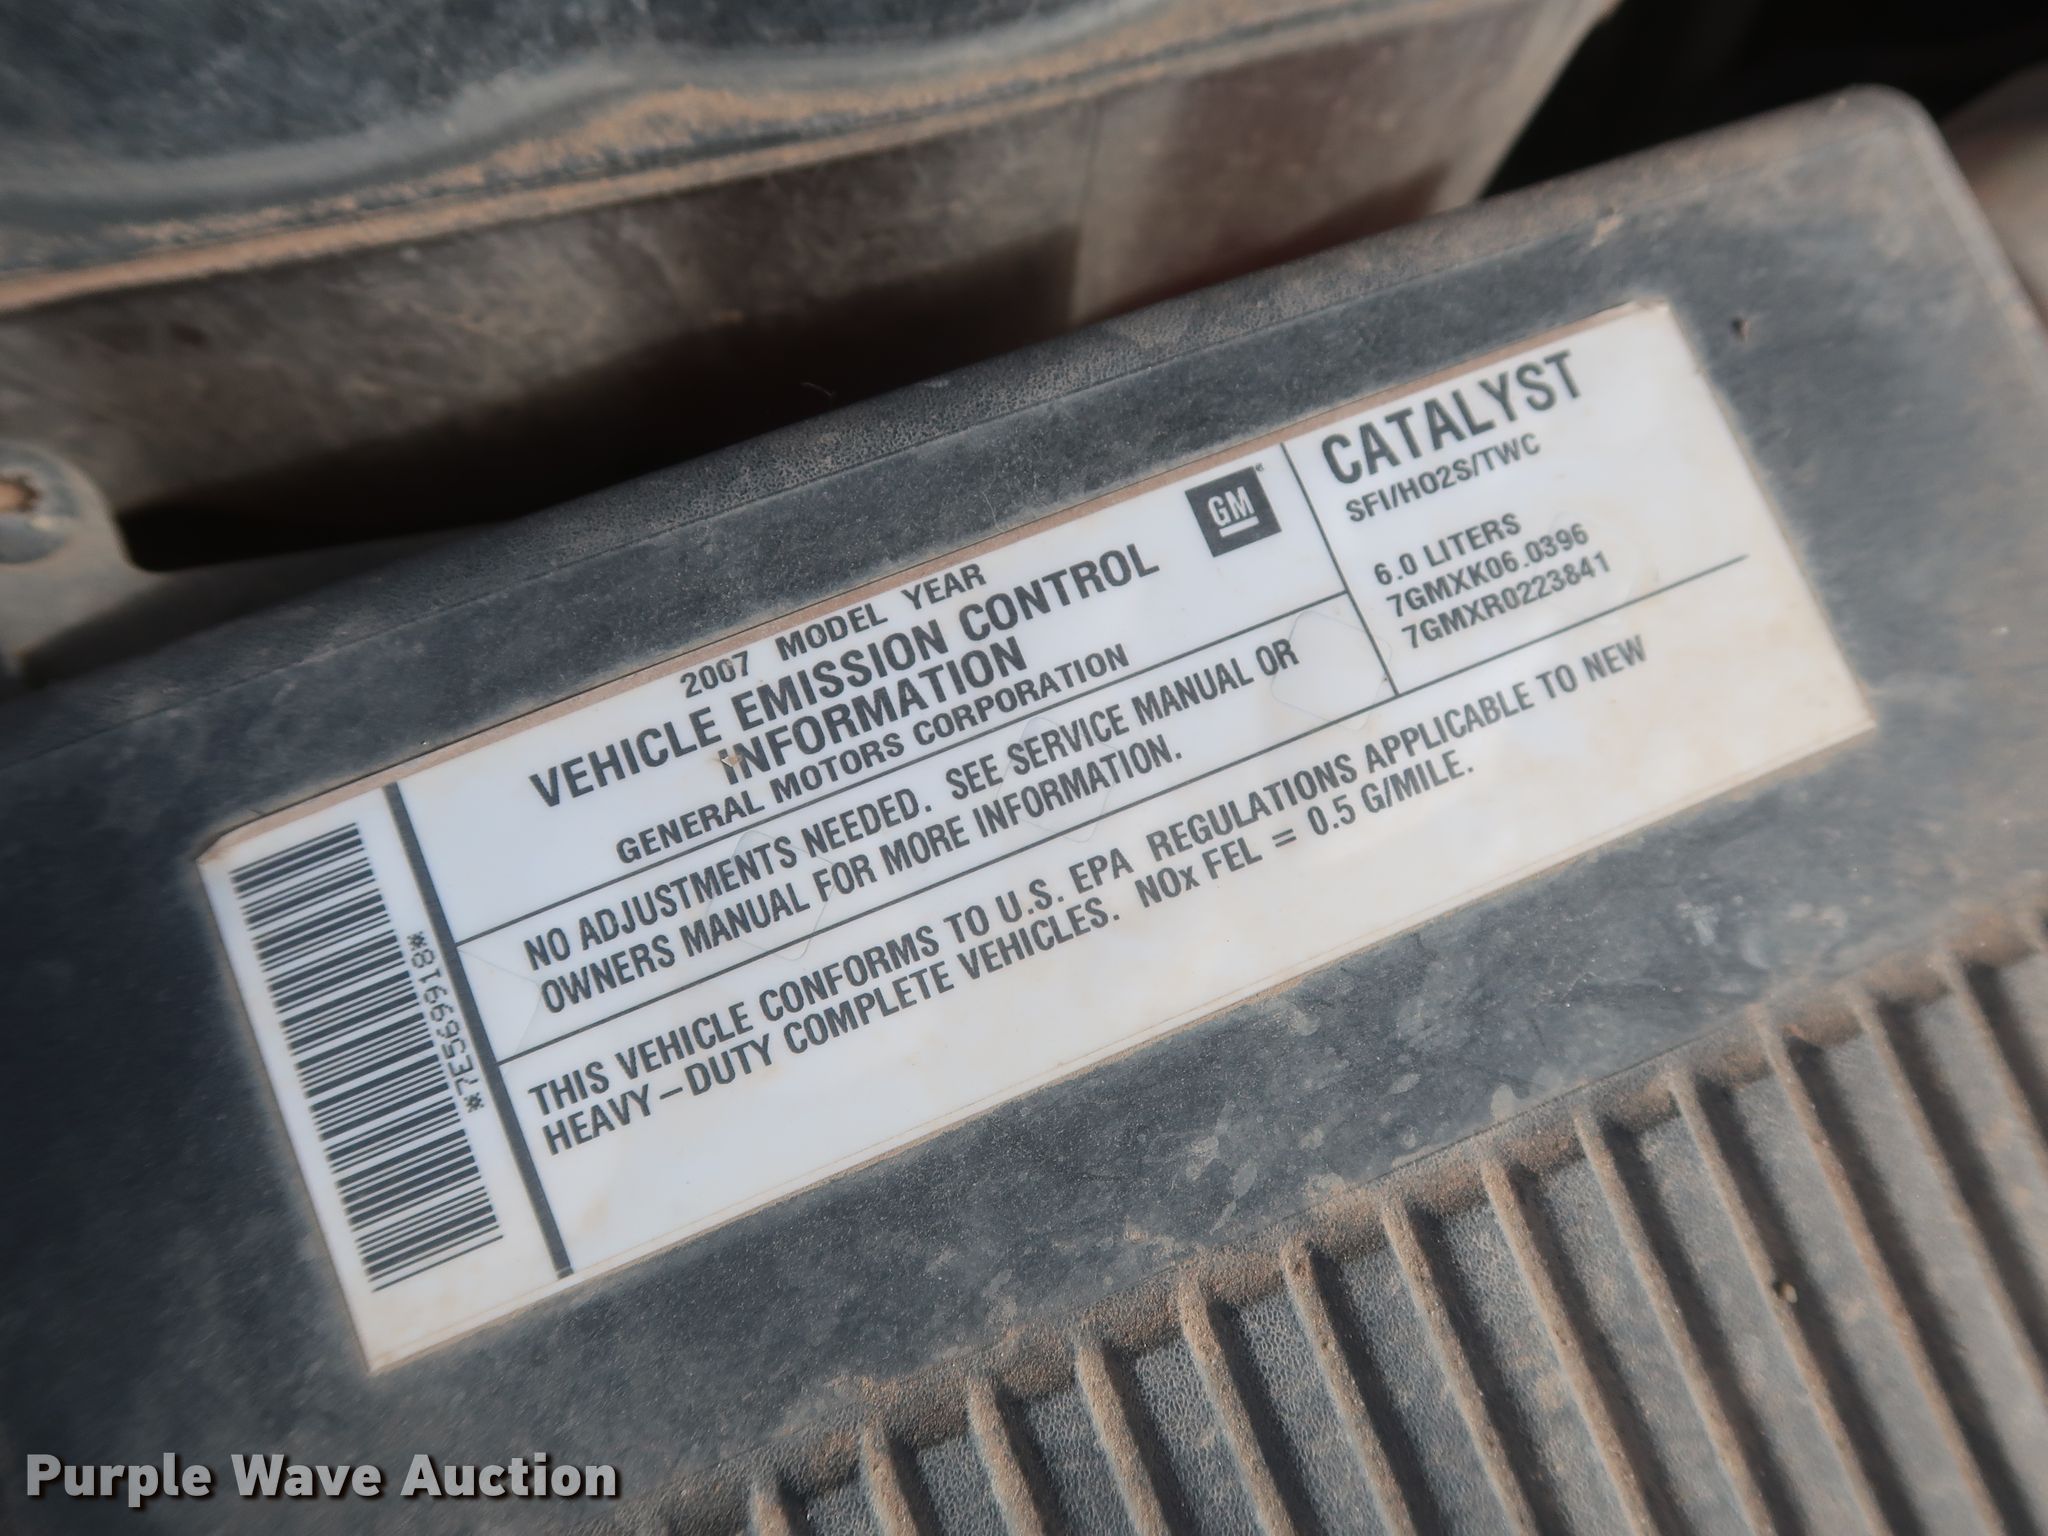 2007 MODEL YEAR
VEHICLE EMISSION CONTROL
INFORMATION
GENERAL MOTORS CORPORATION
GM
CATALYST
SFI/HO2S/TWC
6.0 LITERS
7GMXK06.0396
7GMXR0223841
NO ADJUSTMENTS NEEDED. SEE SERVICE MANUAL OR
OWNERS MANUAL FOR MORE INFORMATION.
THIS VEHICLE CONFORMS TO U.S. EPA REGULATIONS APPLICABLE TO NEW
HEAVY-DUTY COMPLETE VEHICLES. NOx FEL = 0.5 G/MILE.
*7E569918*
Purple Wave Auction